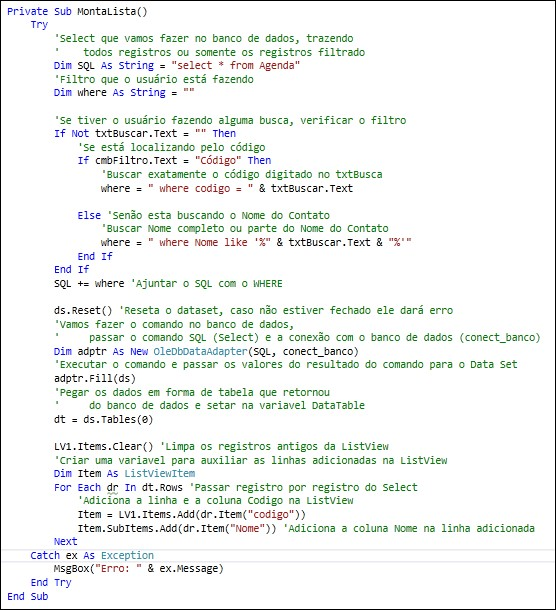 Private Sub MontaLista()
Try
'Select que vamos fazer no banco de dados, trazendo
' todos registros ou somente os registros filtrado
Dim SQL As String = "select * from Agenda"
'Filtro que o usuário está fazendo
Dim where As String = ""
'Se tiver o usuário fazendo alguma busca, verificar o filtro
If Not txtBuscar.Text = "" Then
'Se está localizando pelo código
If cmbFiltro.Text = "Código" Then
'Buscar exatamente o código digitado no txtBusca
where = " where codigo = " & txtBuscar.Text
Else 'Senão esta buscando o Nome do Contato
'Buscar Nome completo ou parte do Nome do Contato
where = " where Nome like '%" & txtBuscar.Text & "%'"
End If
End If
SQL += where 'Ajuntar o SQL com o WHERE
ds.Reset() 'Reseta o dataset, caso não estiver fechado ele dará erro
'Vamos fazer o comando no banco de dados,
' passar o comando SQL (Select) e a conexão com o banco de dados (conect_banco)
Dim adptr As New OleDbDataAdapter(SQL, conect_banco)
'Executar o comando e passar os valores do resultado do comando para o Data Set
adptr.Fill(ds)
'Pegar os dados em forma de tabela que retornou
' do banco de dados e setar na variavel DataTable
dt = ds.Tables(0)
LV1.Items.Clear() 'Limpa os registros antigos da ListView
'Criar uma variavel para auxiliar as linhas adicionadas na ListView
Dim Item As ListViewItem
For Each dr In dt.Rows 'Passar registro por registro do Select
'Adiciona a linha e a coluna Codigo na ListView
Item = LV1.Items.Add(dr.Item("codigo"))
Item.SubItems.Add(dr.Item("Nome")) 'Adiciona a coluna Nome na linha adicionada
Next
Catch ex As Exception
MsgBox("Erro: " & ex.Message)
End Try
End Sub